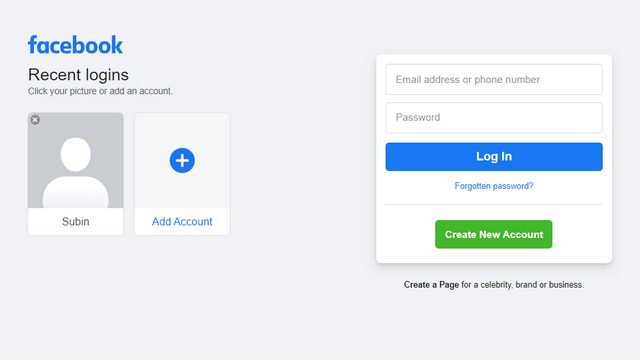 facebook
Recent logins
Click your picture or add an account.
Subin
Add Account
Email address or phone number
Password
Log In
Forgotten password?
Create New Account
Create a Page for a celebrity, brand or business.